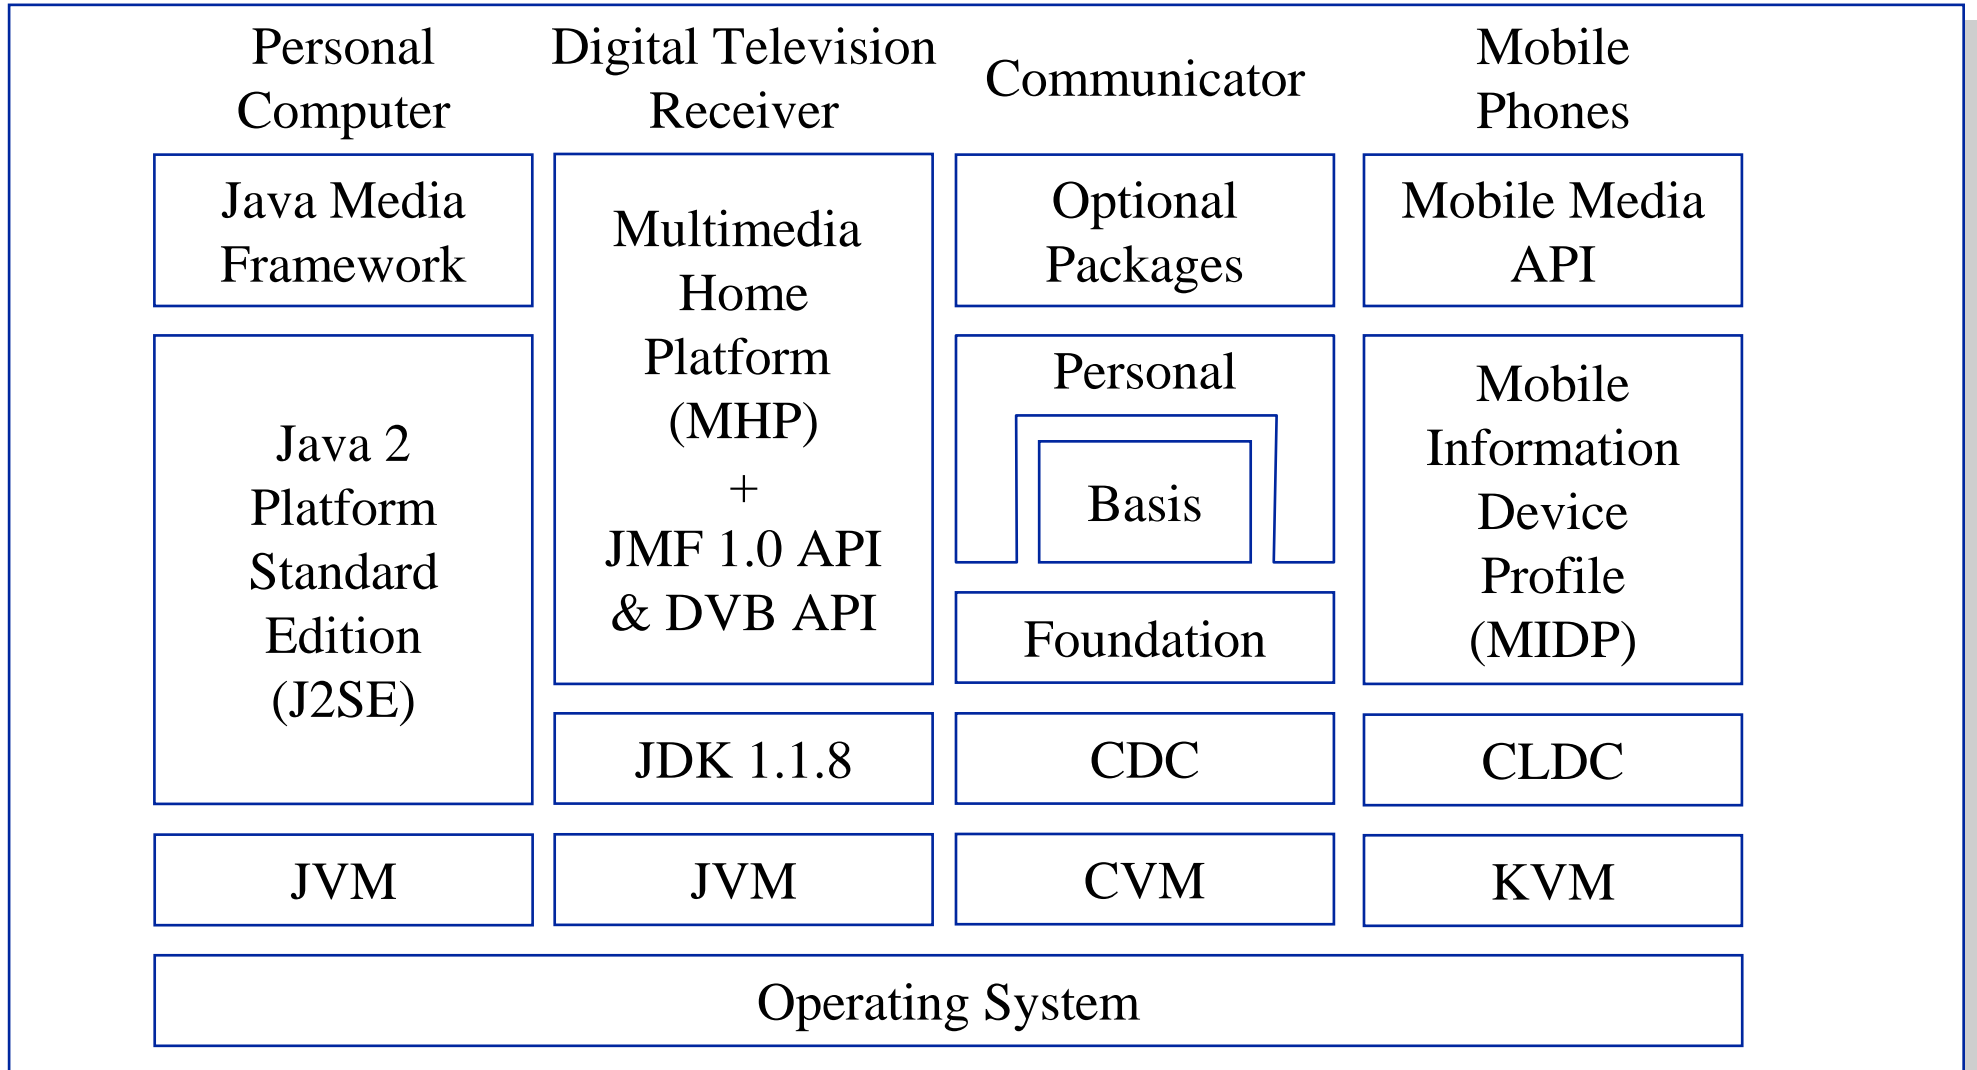 Personal
Computer
Digital Television
Receiver
Communicator
Mobile
Phones
Java Media
Framework
Java 2
Platform
Standard
Edition
(J2SE)
JVM
Multimedia
Home
Platform
(MHP)
+
JMF 1.0 API
& DVB API
JDK 1.1.8
JVM
Optional
Packages
Personal
Basis
Foundation
CDC
CVM
Mobile Media
API
Mobile
Information
Device
Profile
(MIDP)
CLDC
KVM
Operating System